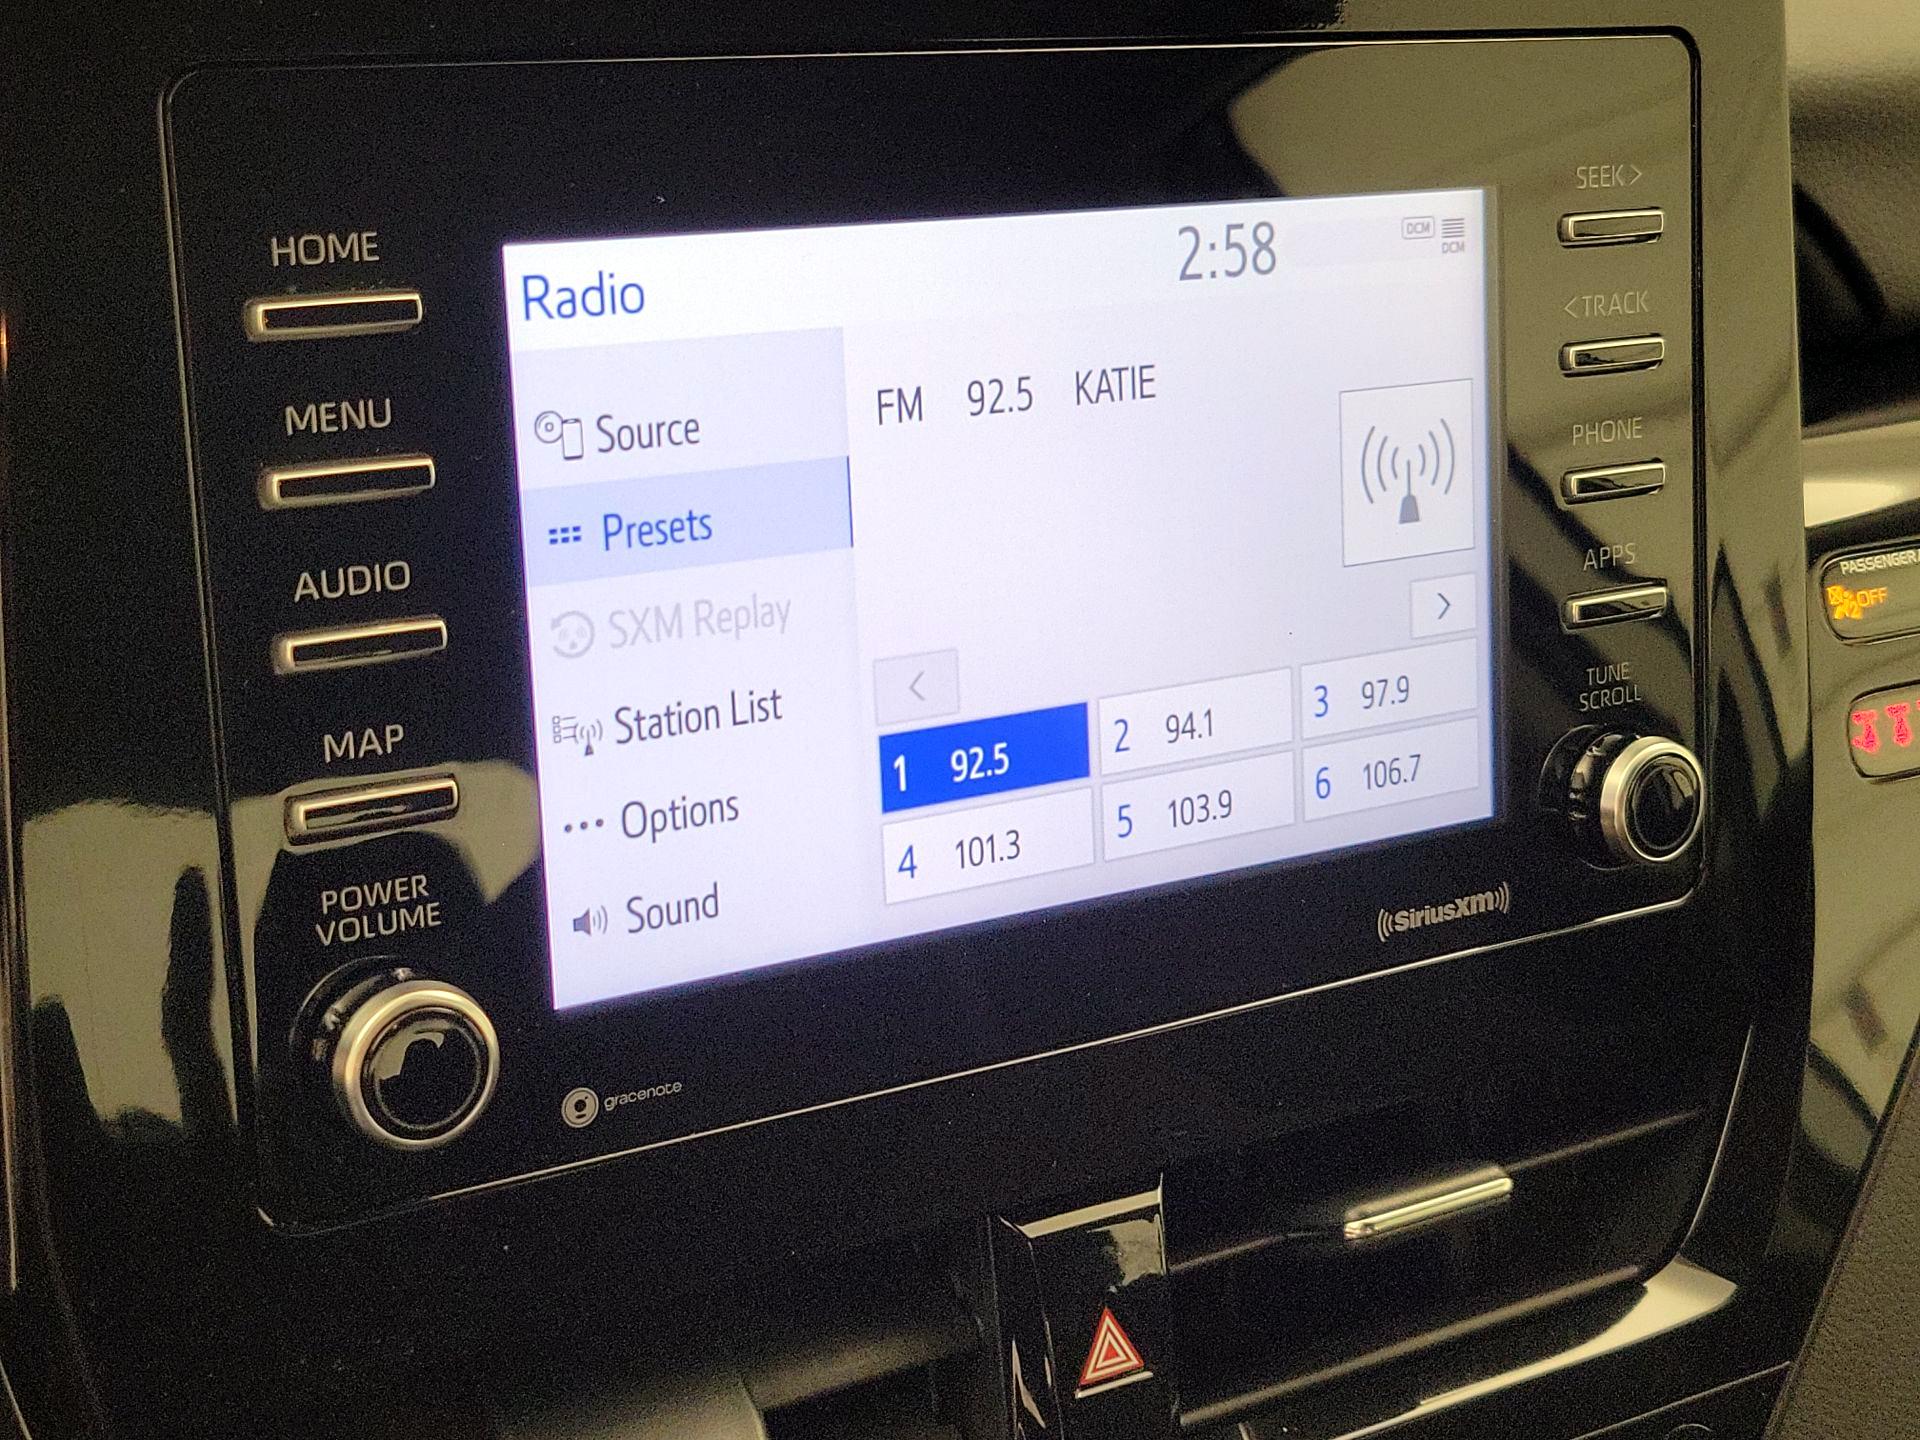 SEEK>
HOME
Radio
2:58
DCM
DCM
<TRACK
MENU
Source
FM 92.5 KATIE
PHONE
Presets
AUDIO
SXM Replay
APPS
PASSENGER
2 OFF
MAP
Station List
TUNE
SCROLL
1 92.5
2 94.1
3 97.9
POWER
VOLUME
Options
4 101.3
5 103.9
6 106.7
Sound
((SiriusXM))
gracenote